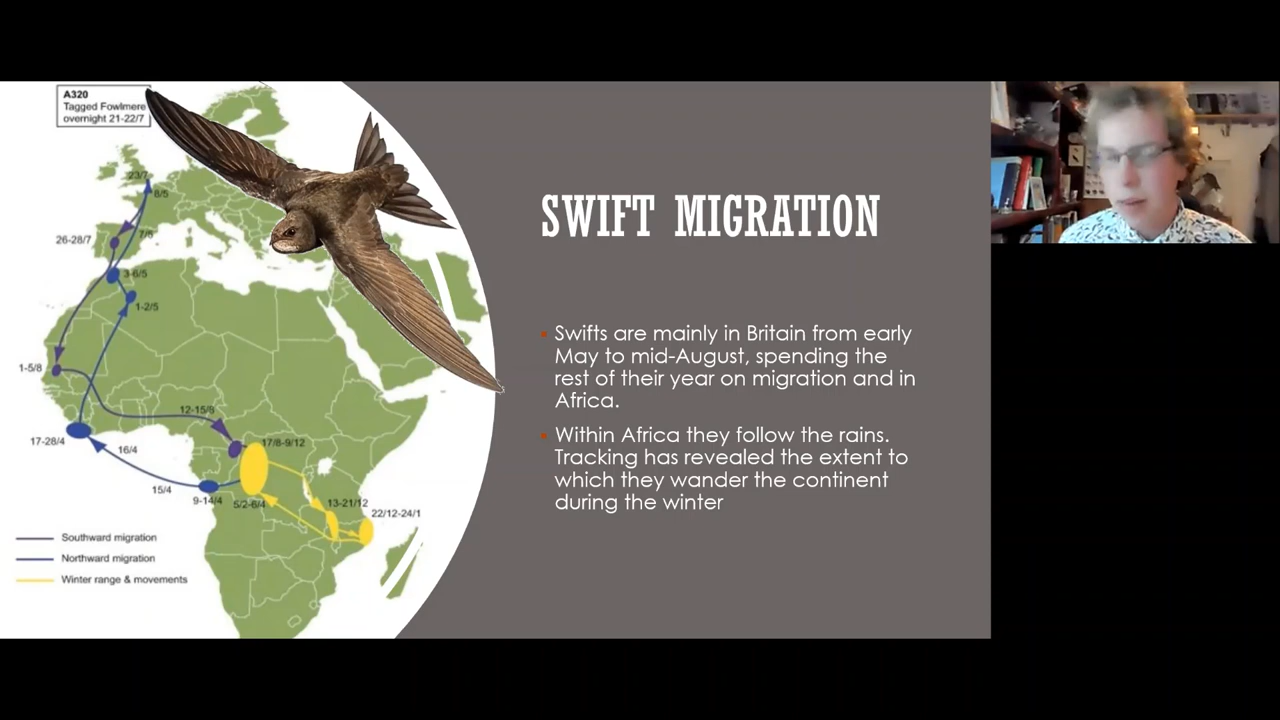 A320
Tagged Fowlmere
overnight 21-22/7
23/7
8/5
7/5
26-28/7
3-6/5
1-2/5
1-5/8
12-15/8
17-28/4
16/4
17/8-9/12
15/4
9-14/4
5/2-6/4
13-21/12
22/12-24/1
Southward migration
Northward migration
Winter range & movements
SWIFT MIGRATION
Swifts are mainly in Britain from early
May to mid-August, spending the
rest of their year on migration and in
Africa.
Within Africa they follow the rains.
Tracking has revealed the extent to
which they wander the continent
during the winter